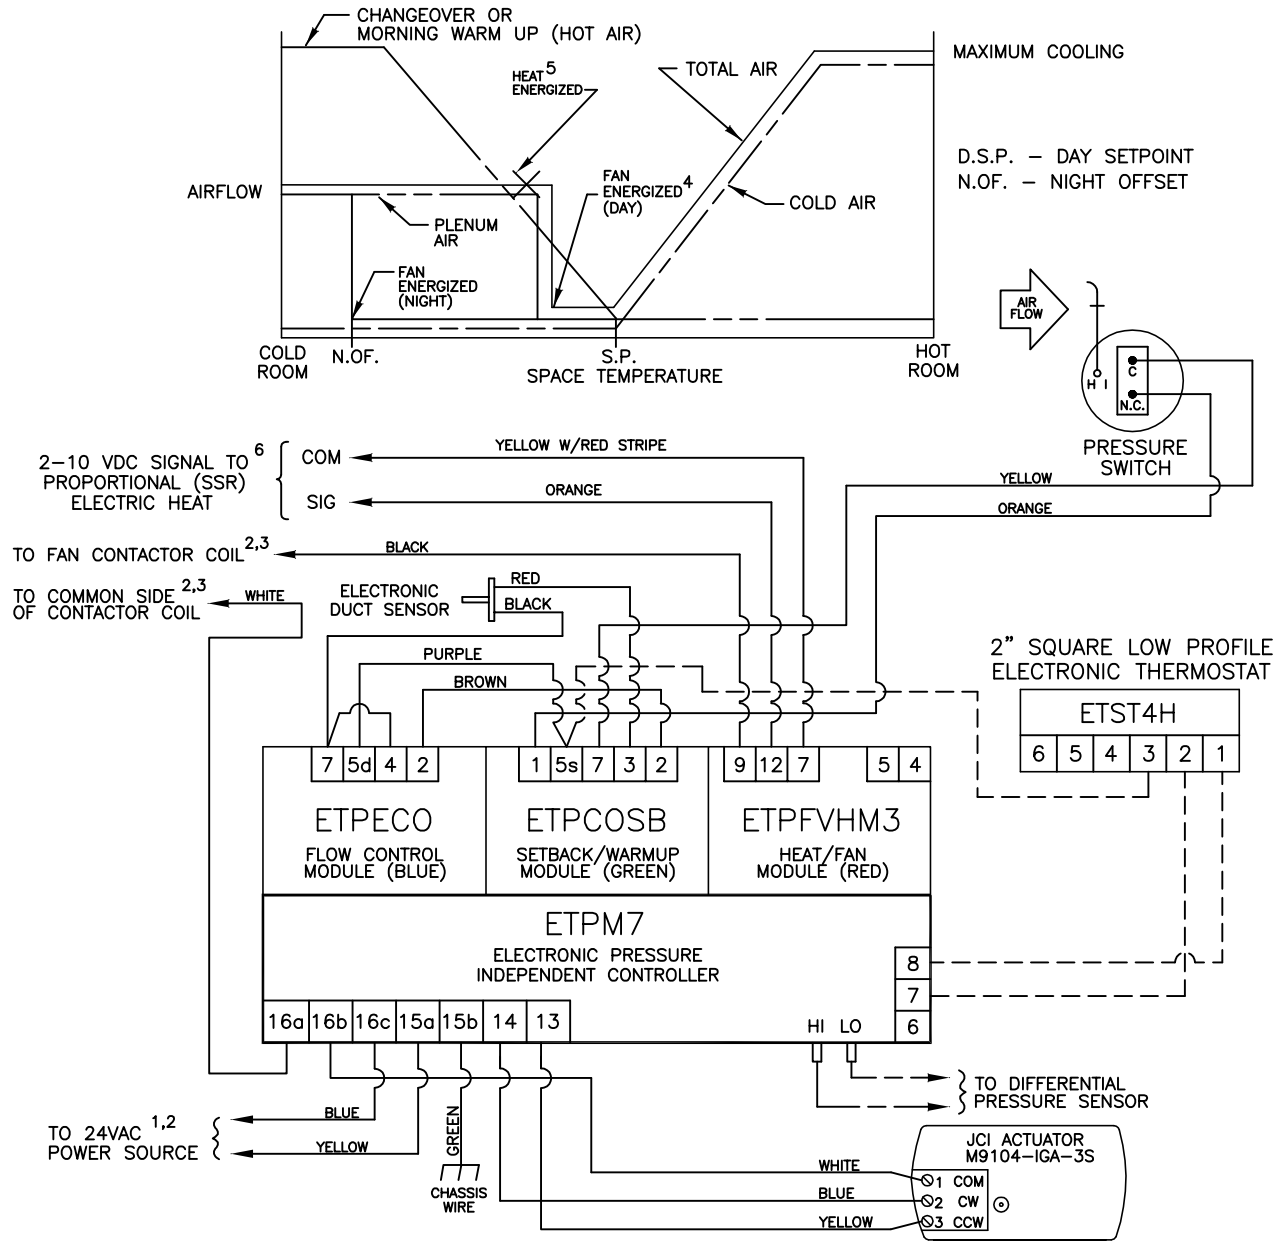 CHANGEOVER OR
MORNING WARM UP (HOT AIR)
HEAT 5
ENERGIZED
TOTAL AIR
MAXIMUM COOLING
D.S.P. – DAY SETPOINT
N.OF. – NIGHT OFFSET
AIRFLOW
FAN
ENERGIZED 4
(DAY)
COLD AIR
PLENUM
AIR
FAN
ENERGIZED
(NIGHT)
COLD
ROOM
N.OF.
S.P.
HOT
ROOM
SPACE TEMPERATURE
AIR
FLOW
H I
C
N.C.
PRESSURE
SWITCH
2–10 VDC SIGNAL TO 6
PROPORTIONAL (SSR)
ELECTRIC HEAT
COM
SIG
YELLOW W/RED STRIPE
ORANGE
YELLOW
ORANGE
TO FAN CONTACTOR COIL 2,3
BLACK
TO COMMON SIDE 2,3
OF CONTACTOR COIL
WHITE
ELECTRONIC
DUCT SENSOR
RED
BLACK
PURPLE
BROWN
2” SQUARE LOW PROFILE
ELECTRONIC THERMOSTAT
ETST4H
6 5 4 3 2 1
7 5d 4 2
1 5s 7 3 2
9 12 7 5 4
ETPECO
FLOW CONTROL
MODULE (BLUE)
ETPCOSB
SETBACK/WARMUP
MODULE (GREEN)
ETPFVHM3
HEAT/FAN
MODULE (RED)
ETPM7
ELECTRONIC PRESSURE
INDEPENDENT CONTROLLER
8
7
6
16a 16b 16c 15a 15b 14 13
HI LO
TO DIFFERENTIAL
PRESSURE SENSOR
TO 24VAC 1,2
POWER SOURCE
BLUE
YELLOW
GREEN
CHASSIS
WIRE
WHITE
BLUE
YELLOW
JCI ACTUATOR
M9104–IGA–3S
1 COM
2 CW
3 CCW